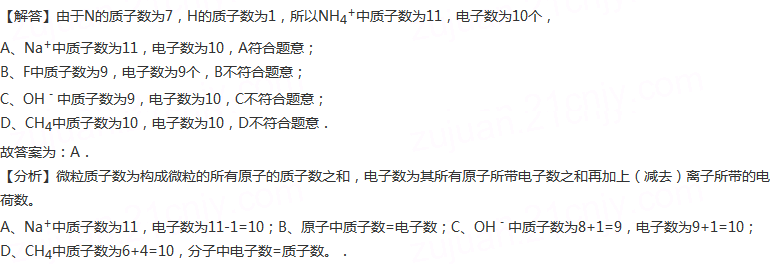 【解答】由于N的质子数为7，H的质子数为1，所以NH₄⁺中质子数为11，电子数为10个，
A、Na⁺中质子数为11，电子数为10，A符合题意；
B、F中质子数为9，电子数为9个，B不符合题意；
C、OH⁻中质子数为9，电子数为10，C不符合题意；
D、CH₄中质子数为10，电子数为10，D不符合题意．
故答案为：A．
【分析】微粒质子数为构成微粒的所有原子的质子数之和，电子数为其所有原子所带电子数之和再加上（减去）离子所带的电
荷数。
A、Na⁺中质子数为11，电子数为11-1=10；B、原子中质子数=电子数；C、OH⁻中质子数为8+1=9，电子数为9+1=10；
D、CH₄中质子数为6+4=10，分子中电子数=质子数。．